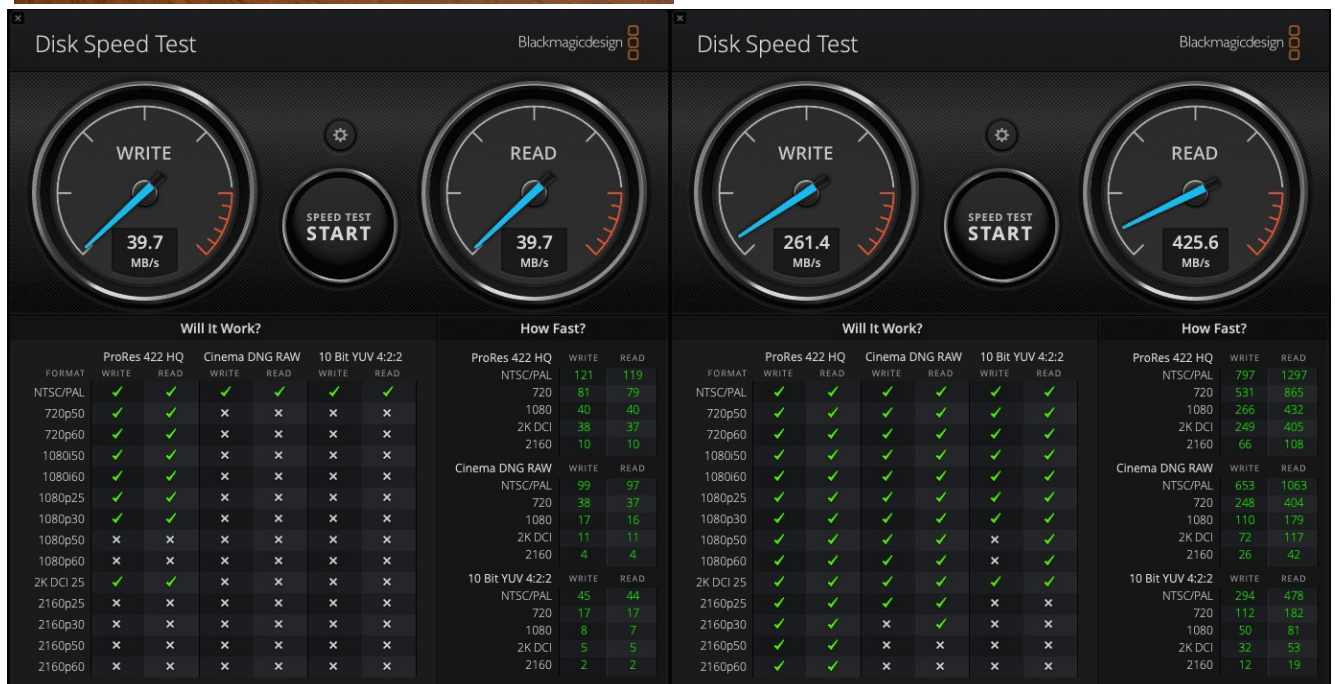 Disk Speed Test
Blackmagicdesign
WRITE
39.7
MB/s
SPEED TEST
START
READ
39.7
MB/s
Will It Work?
ProRes 422 HQ Cinema DNG RAW 10 Bit YUV 4:2:2
FORMAT WRITE READ WRITE READ WRITE READ
NTSC/PAL ✓ ✓ ✓ ✓ ✓ ✓
720p50 ✓ ✓ × × × ×
720p60 ✓ ✓ × × × ×
1080i50 ✓ ✓ × × × ×
1080i60 ✓ ✓ × × × ×
1080p25 ✓ ✓ × × × ×
1080p30 ✓ ✓ × × × ×
1080p50 × × × × × ×
1080p60 × × × × × ×
2K DCI 25 ✓ ✓ × × × ×
2160p25 × × × × × ×
2160p30 × × × × × ×
2160p50 × × × × × ×
2160p60 × × × × × ×
How Fast?
ProRes 422 HQ WRITE READ
NTSC/PAL 121 119
720 81 79
1080 40 40
2K DCI 38 37
2160 10 10
Cinema DNG RAW WRITE READ
NTSC/PAL 99 97
720 38 37
1080 17 16
2K DCI 11 11
2160 4 4
10 Bit YUV 4:2:2 WRITE READ
NTSC/PAL 45 44
720 17 17
1080 8 7
2K DCI 5 5
2160 2 2
Disk Speed Test
Blackmagicdesign
WRITE
261.4
MB/s
SPEED TEST
START
READ
425.6
MB/s
Will It Work?
ProRes 422 HQ Cinema DNG RAW 10 Bit YUV 4:2:2
FORMAT WRITE READ WRITE READ WRITE READ
NTSC/PAL ✓ ✓ ✓ ✓ ✓ ✓
720p50 ✓ ✓ ✓ ✓ ✓ ✓
720p60 ✓ ✓ ✓ ✓ ✓ ✓
1080i50 ✓ ✓ ✓ ✓ ✓ ✓
1080i60 ✓ ✓ ✓ ✓ ✓ ✓
1080p25 ✓ ✓ ✓ ✓ ✓ ✓
1080p30 ✓ ✓ ✓ ✓ ✓ ✓
1080p50 ✓ ✓ ✓ ✓ × ✓
1080p60 ✓ ✓ ✓ ✓ × ✓
2K DCI 25 ✓ ✓ ✓ ✓ ✓ ✓
2160p25 ✓ ✓ ✓ ✓ × ×
2160p30 ✓ ✓ × ✓ × ×
2160p50 ✓ ✓ × × × ×
2160p60 ✓ ✓ × × × ×
How Fast?
ProRes 422 HQ WRITE READ
NTSC/PAL 797 1297
720 531 865
1080 266 432
2K DCI 249 405
2160 66 108
Cinema DNG RAW WRITE READ
NTSC/PAL 653 1063
720 248 404
1080 110 179
2K DCI 72 117
2160 26 42
10 Bit YUV 4:2:2 WRITE READ
NTSC/PAL 294 478
720 112 182
1080 50 81
2K DCI 32 53
2160 12 19